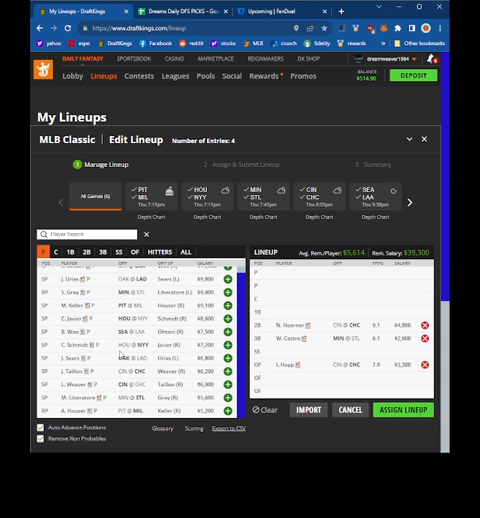 My Lineups - DraftKings
Dreams Daily DFS PICKS - Goo
Upcoming | FanDuel
https://www.draftkings.com/lineup
yahoo espn DraftKings Facebook reddit stocks MLB crunch fidelity rewards Other bookmarks
DAILY FANTASY SPORTSBOOK CASINO MARKETPLACE REIGNMAKERS DK SHOP dreamweaver1984
Lobby Lineups Contests Leagues Pools Social Rewards Promos BALANCE $514.90 DEPOSIT
My Lineups
MLB Classic | Edit Lineup Number of Entries: 4
1 Manage Lineup 2 Assign & Submit Lineup 3 Summary
All Games (6)
PIT MIL Thu 7:10pm
HOU NYY Thu 7:15pm
MIN STL Thu 7:45pm
CIN CHC Thu 8:05pm
SEA LAA Thu 9:38pm
Depth Chart Depth Chart Depth Chart Depth Chart Depth Chart
Player Search
P C 1B 2B 3B SS OF HITTERS ALL
POS PLAYER OPP OPP SP SALARY
SP J. Urias P OAK @ LAD Sears (L) $9,800
RP S. Gray P MIN @ STL Liberatore (L) $9,400
SP M. Keller P PIT @ MIL Houser (R) $9,100
SP C. Javier P HOU @ NYY Schmidt (R) $8,600
SP B. Woo P SEA @ LAA Ohtani (R) $7,500
SP C. Schmidt P HOU @ NYY Javier (R) $7,200
SP J. Sears P OAK @ LAD Urias (L) $6,800
SP J. Taillon P CIN @ CHC Weaver (R) $6,200
SP L. Weaver P CIN @ CHC Taillon (R) $6,000
SP M. Liberatore P MIN @ STL Gray (R) $5,600
RP A. Houser P PIT @ MIL Keller (R) $5,200
LINEUP Avg. Rem./Player: $5,614 Rem. Salary: $39,300
POS PLAYER OPP FPPG SALARY
P
P
C
1B
2B N. Hoerner CIN @ CHC 9.1 $4,800
3B W. Castro MIN @ STL 6.1 $2,600
SS
OF I. Happ CIN @ CHC 7.9 $3,300
OF
OF
Clear IMPORT CANCEL ASSIGN LINEUP
Auto Advance Positions
Remove Non Probables
Glossary Scoring Export to CSV